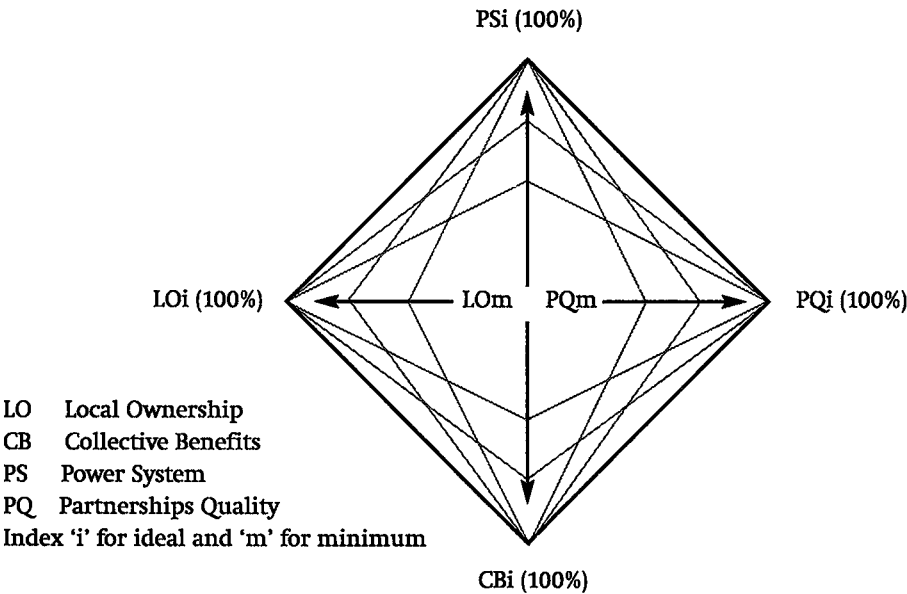 PSi (100%)
LOi (100%)
LOm
PQm
PQi (100%)
LO Local Ownership
CB Collective Benefits
PS Power System
PQ Partnerships Quality
Index ‘i’ for ideal and ‘m’ for minimum
CBi (100%)